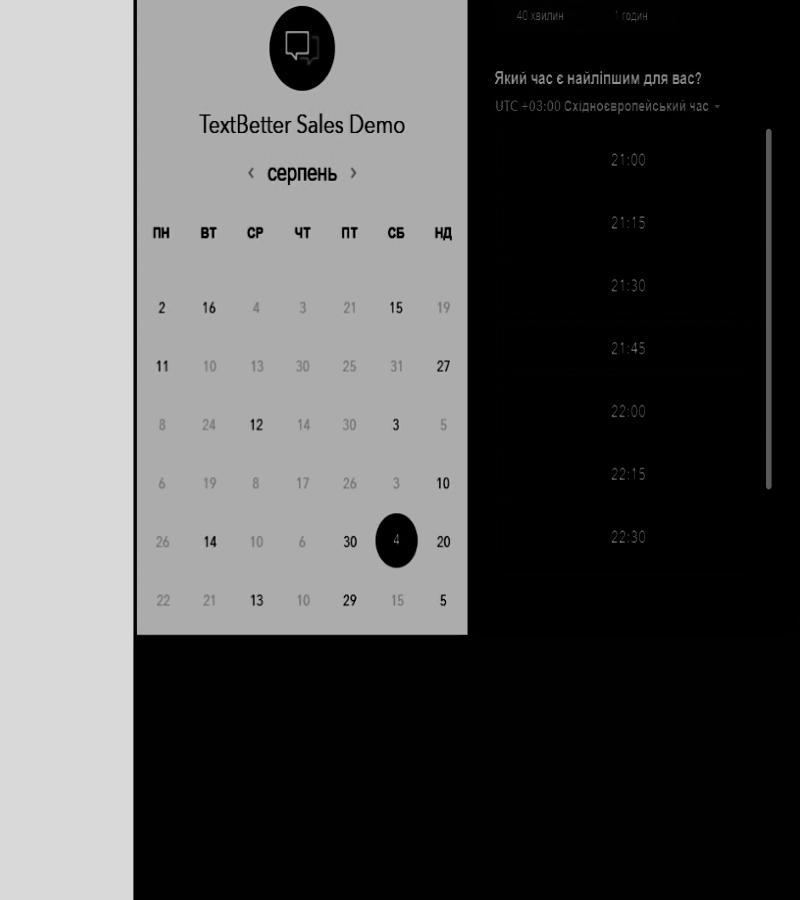 TextBetter Sales Demo
‹ серпень ›
ПН ВТ СР ЧТ ПТ СБ НД
2 16 4 3 21 15 19
11 10 13 30 25 31 27
8 24 12 14 30 3 5
6 19 8 17 26 3 10
26 14 10 6 30 4 20
22 21 13 10 29 15 5
40 хвилин 1 годин
Який час є найліпшим для вас?
UTC +03:00 Східноєвропейський час
21:00
21:15
21:30
21:45
22:00
22:15
22:30